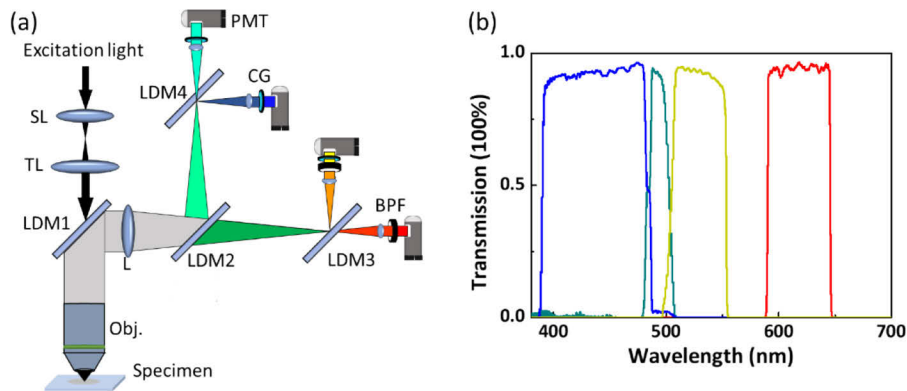 (a)
PMT
Excitation light
CG
LDM4
SL
TL
BPF
LDM1
L
LDM2
LDM3
Obj.
Specimen
(b)
1.0
0.5
0.0
Transmission (100%)
400
500
600
700
Wavelength (nm)